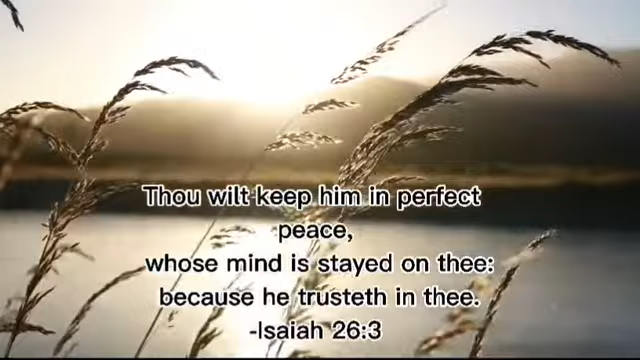 Thou wilt keep him in perfect
peace,
whose mind is stayed on thee:
because he trusteth in thee.
-Isaiah 26:3